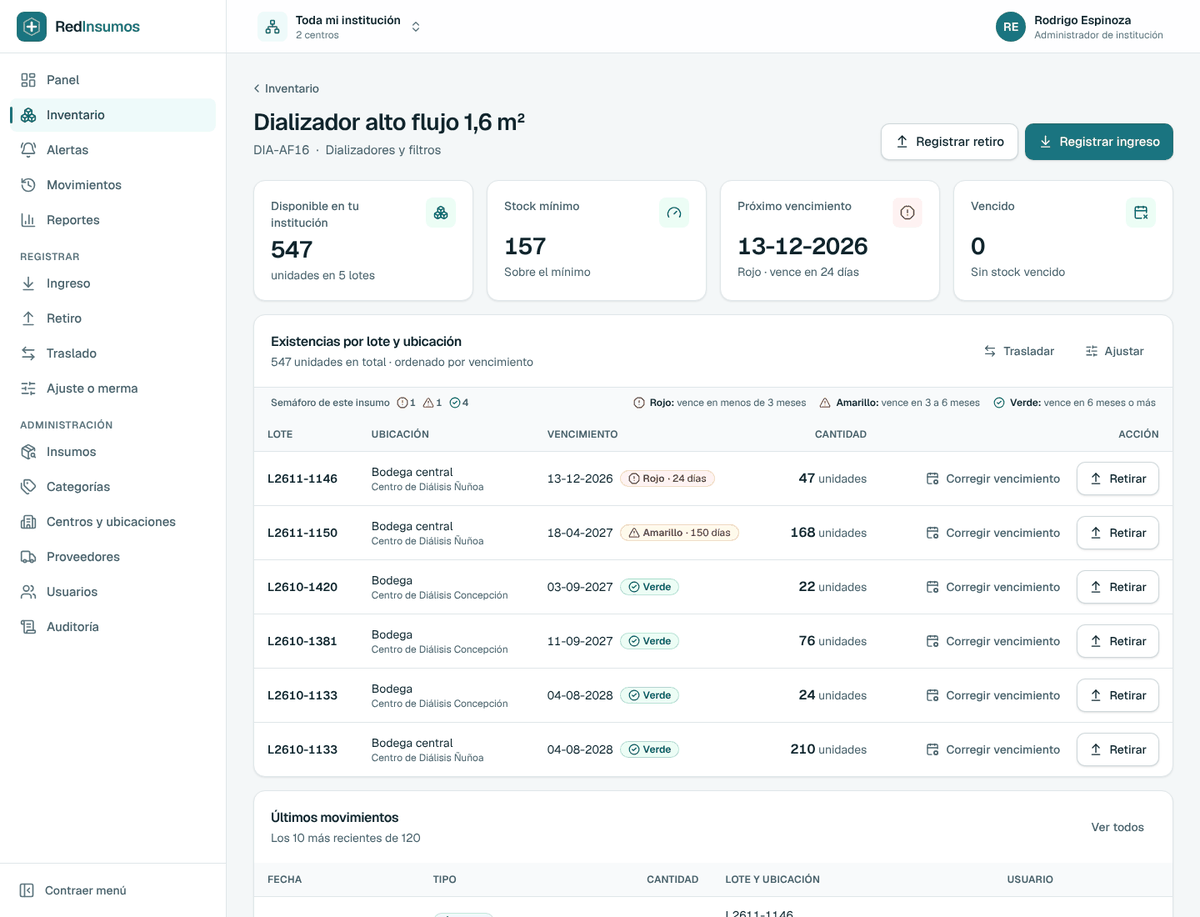 RedInsumos
Toda mi institución
2 centros
RE
Rodrigo Espinoza
Administrador de institución
Panel
Inventario
Alertas
Movimientos
Reportes
REGISTRAR
Ingreso
Retiro
Traslado
Ajuste o merma
ADMINISTRACIÓN
Insumos
Categorías
Centros y ubicaciones
Proveedores
Usuarios
Auditoría
Contraer menú
Inventario
Dializador alto flujo 1,6 m²
DIA-AF16 · Dializadores y filtros
Registrar retiro
Registrar ingreso
Disponible en tu
institución
547
unidades en 5 lotes
Stock mínimo
157
Sobre el mínimo
Próximo vencimiento
13-12-2026
Rojo · vence en 24 días
Vencido
0
Sin stock vencido
Existencias por lote y ubicación
547 unidades en total · ordenado por vencimiento
Trasladar
Ajustar
Semáforo de este insumo 1 1 4
Rojo: vence en menos de 3 meses Amarillo: vence en 3 a 6 meses Verde: vence en 6 meses o más
LOTE UBICACIÓN VENCIMIENTO CANTIDAD ACCIÓN
L2611-1146 Bodega central 13-12-2026 Rojo · 24 días 47 unidades Corregir vencimiento Retirar
Centro de Diálisis Ñuñoa
L2611-1150 Bodega central 18-04-2027 Amarillo · 150 días 168 unidades Corregir vencimiento Retirar
Centro de Diálisis Ñuñoa
L2610-1420 Bodega 03-09-2027 Verde 22 unidades Corregir vencimiento Retirar
Centro de Diálisis Concepción
L2610-1381 Bodega 11-09-2027 Verde 76 unidades Corregir vencimiento Retirar
Centro de Diálisis Concepción
L2610-1133 Bodega 04-08-2028 Verde 24 unidades Corregir vencimiento Retirar
Centro de Diálisis Concepción
L2610-1133 Bodega central 04-08-2028 Verde 210 unidades Corregir vencimiento Retirar
Centro de Diálisis Ñuñoa
Últimos movimientos
Los 10 más recientes de 120
Ver todos
FECHA TIPO CANTIDAD LOTE Y UBICACIÓN USUARIO
L2611-1146